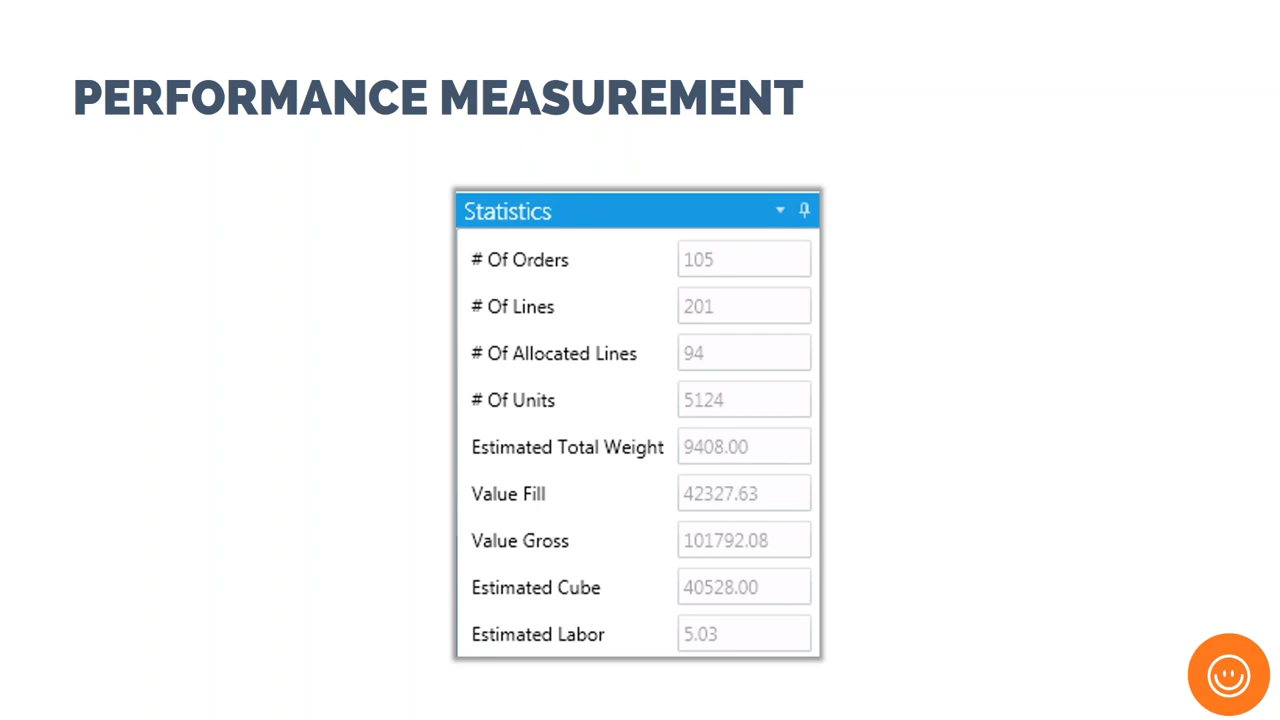 PERFORMANCE MEASUREMENT
Statistics
# Of Orders 105
# Of Lines 201
# Of Allocated Lines 94
# Of Units 5124
Estimated Total Weight 9408.00
Value Fill 42327.63
Value Gross 101792.08
Estimated Cube 40528.00
Estimated Labor 5.03